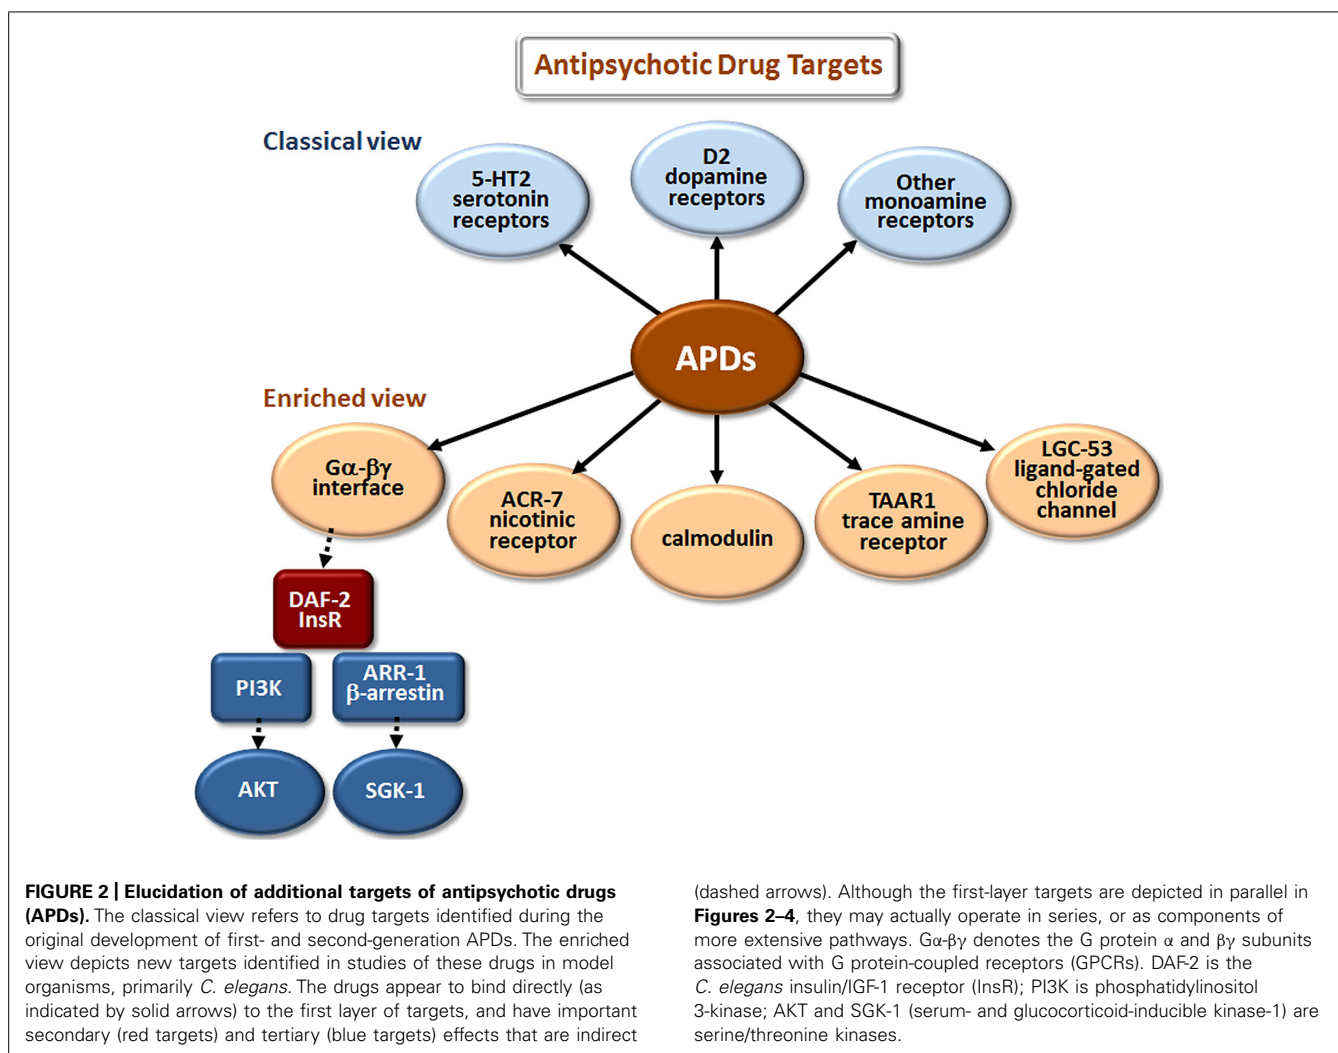 Antipsychotic Drug Targets
Classical view
5-HT2
serotonin
receptors
D2
dopamine
receptors
Other
monoamine
receptors
APDs
Enriched view
Gα-βγ
interface
ACR-7
nicotinic
receptor
calmodulin
TAAR1
trace amine
receptor
LGC-53
ligand-gated
chloride
channel
DAF-2
InsR
PI3K
ARR-1
β-arrestin
AKT
SGK-1
FIGURE 2 | Elucidation of additional targets of antipsychotic drugs
(APDs). The classical view refers to drug targets identified during the
original development of first- and second-generation APDs. The enriched
view depicts new targets identified in studies of these drugs in model
organisms, primarily C. elegans. The drugs appear to bind directly (as
indicated by solid arrows) to the first layer of targets, and have important
secondary (red targets) and tertiary (blue targets) effects that are indirect
(dashed arrows). Although the first-layer targets are depicted in parallel in
Figures 2–4, they may actually operate in series, or as components of
more extensive pathways. Gα-βγ denotes the G protein α and βγ subunits
associated with G protein-coupled receptors (GPCRs). DAF-2 is the
C. elegans insulin/IGF-1 receptor (InsR); PI3K is phosphatidylinositol
3-kinase; AKT and SGK-1 (serum- and glucocorticoid-inducible kinase-1) are
serine/threonine kinases.